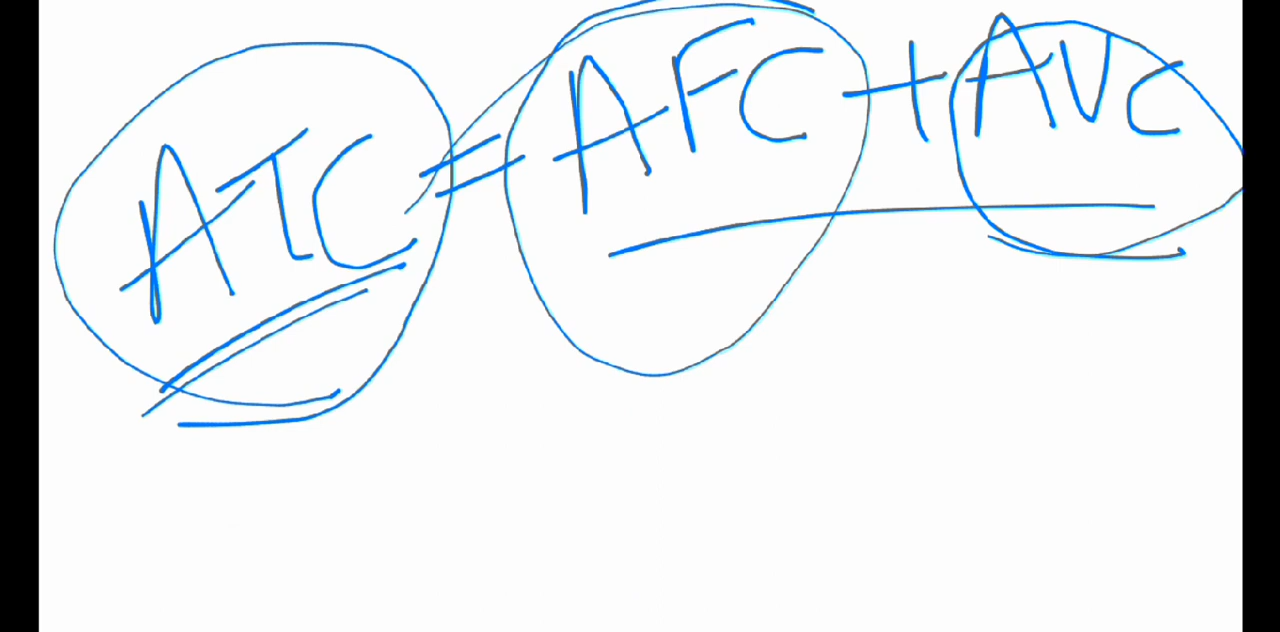 ATC = AFC + AVC